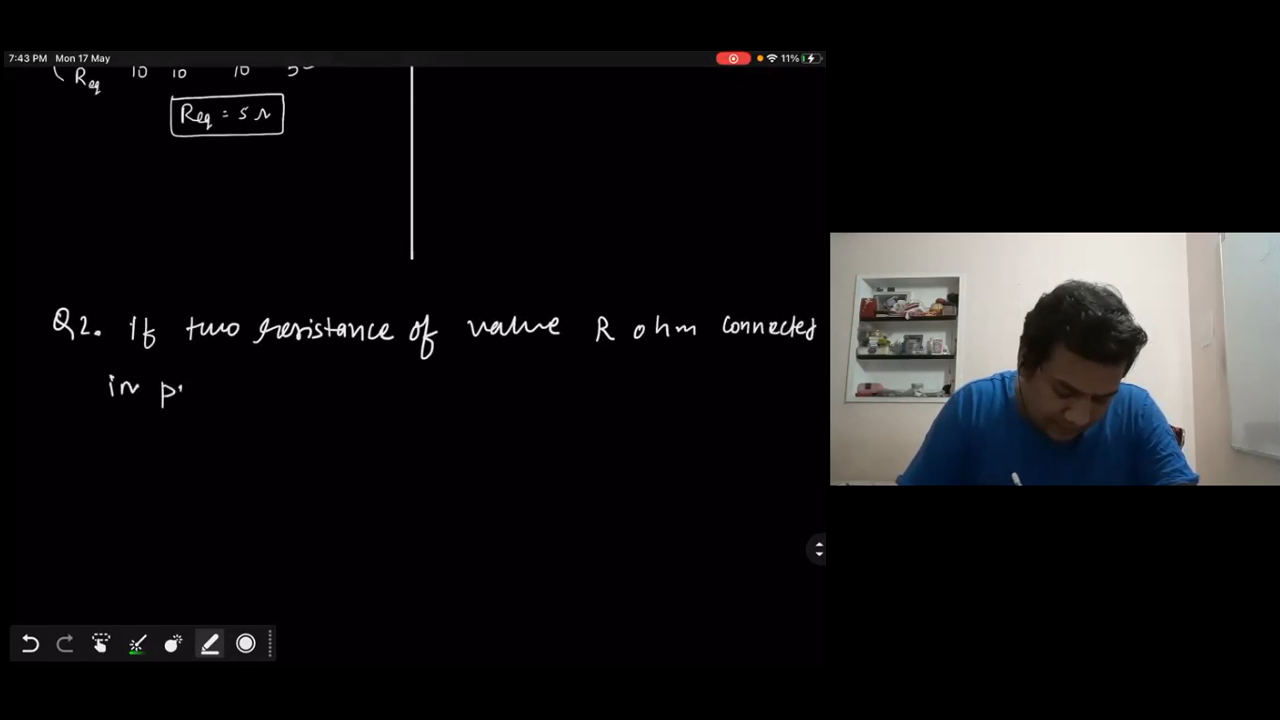 7:43 PM Mon 17 May
11%
Req 10 10 10 5
Req = 5 Ω
Q2. If two resistance of value R ohm connected
in p